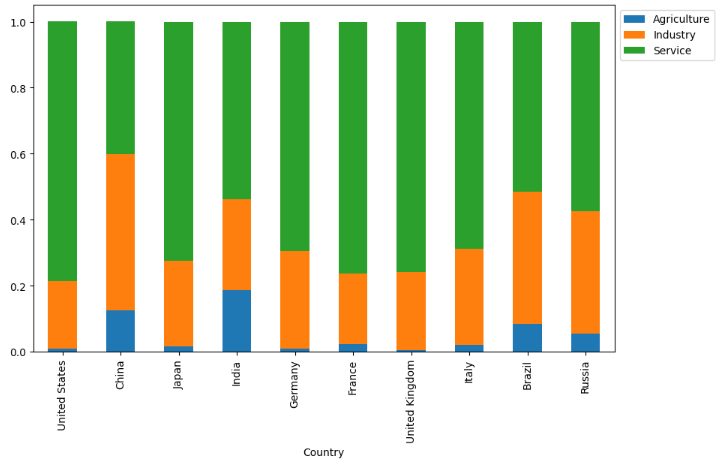 1.0
0.8
0.6
0.4
0.2
0.0
Agriculture
Industry
Service
United States
China
Japan
India
Germany
France
United Kingdom
Italy
Brazil
Russia
Country